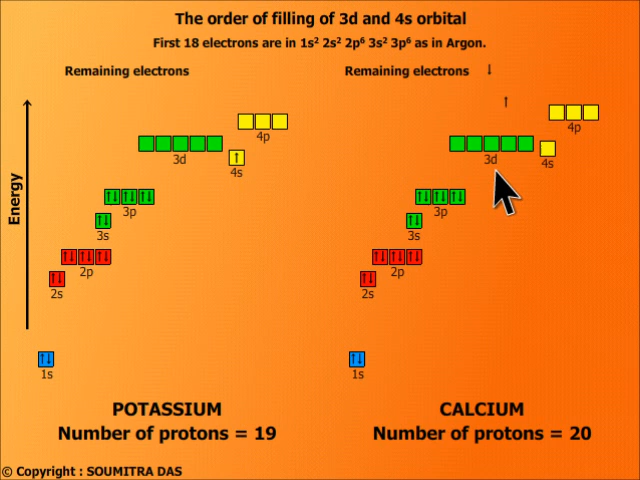 The order of filling of 3d and 4s orbital
First 18 electrons are in 1s² 2s² 2p⁶ 3s² 3p⁶ as in Argon.
Remaining electrons
Remaining electrons
Energy
4p
3d
4s
3p
3s
2p
2s
1s
4p
3d
4s
3p
3s
2p
2s
1s
POTASSIUM
Number of protons = 19
CALCIUM
Number of protons = 20
© Copyright : SOUMITRA DAS